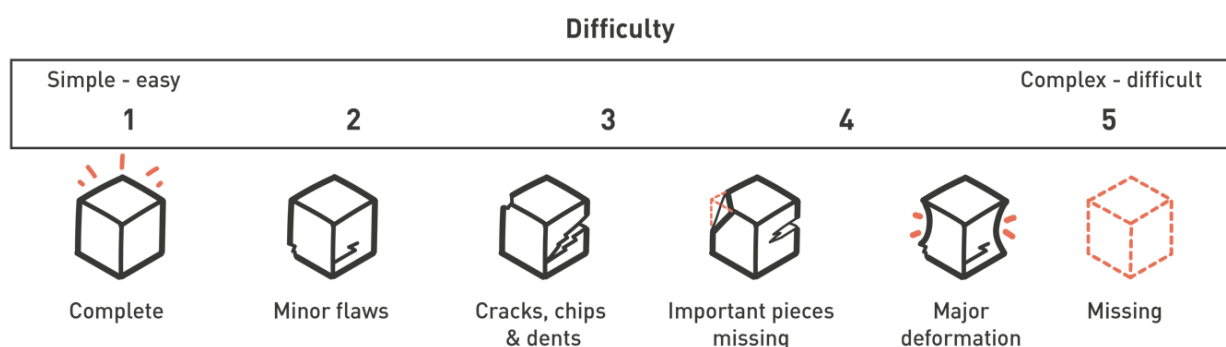 Difficulty
Simple - easy
Complex - difficult
1
2
3
4
5
Complete
Minor flaws
Cracks, chips
& dents
Important pieces
missing
Major
deformation
Missing